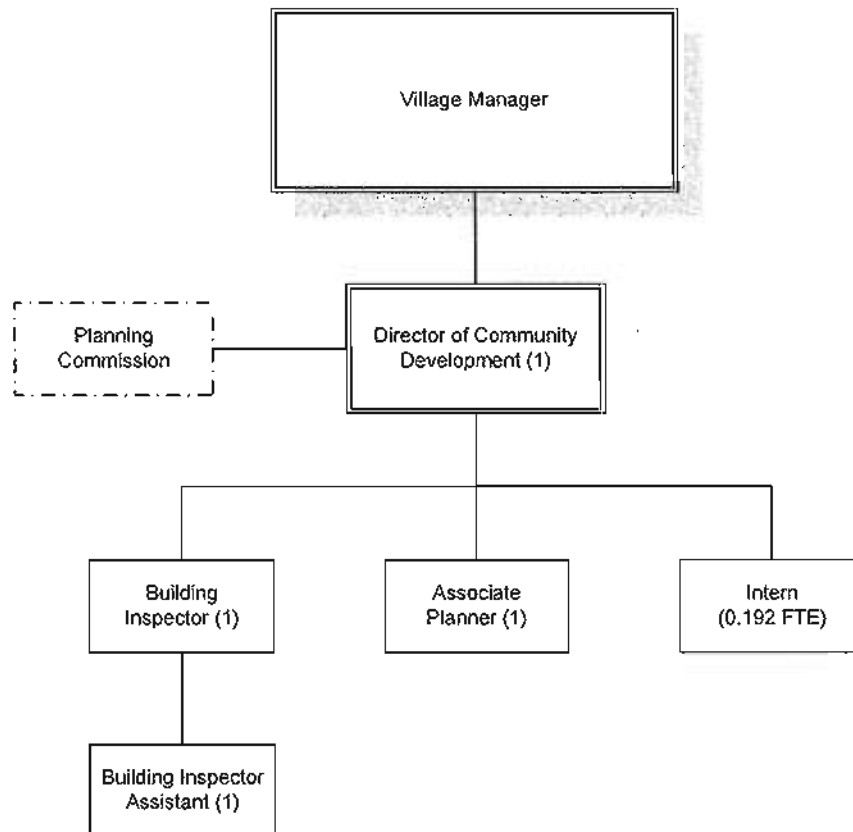 Village Manager
Planning
Commission
Director of Community
Development (1)
Building
Inspector (1)
Associate
Planner (1)
Intern
(0.192 FTE)
Building Inspector
Assistant (1)